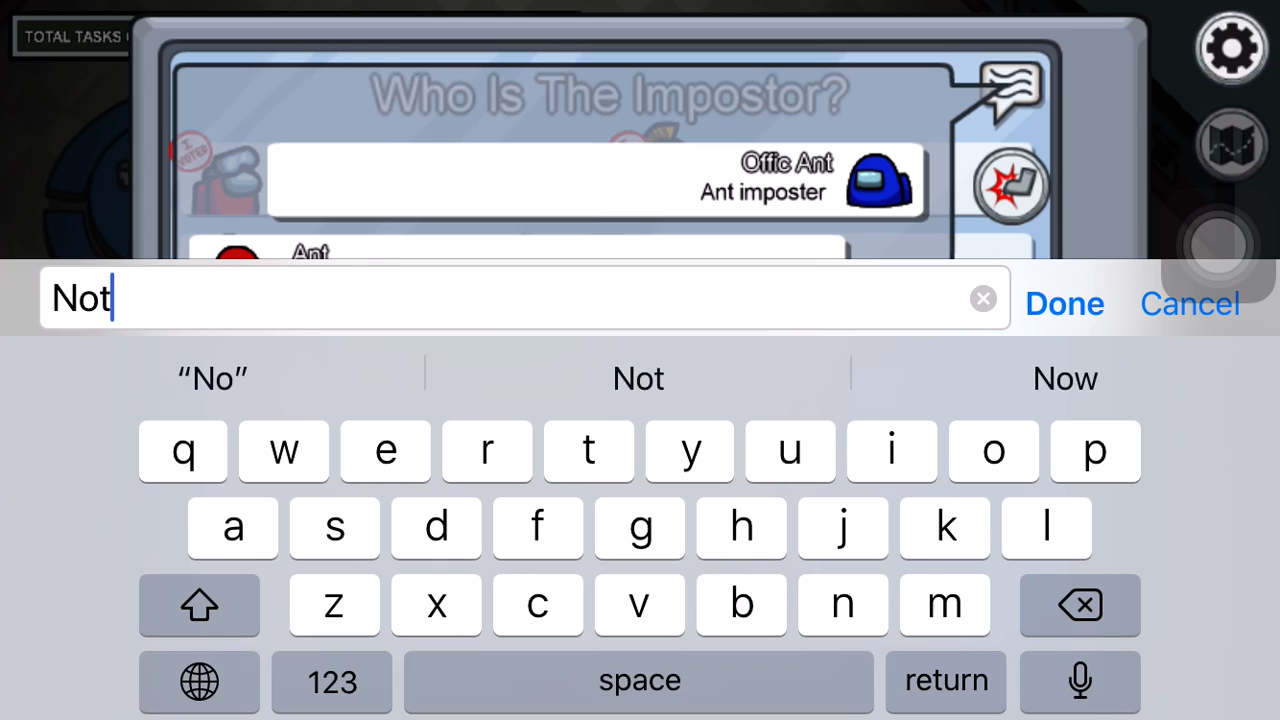 TOTAL TASKS
Who Is The Impostor?
I VOTED
Offic Ant
Ant imposter
Ant
Not
Done
Cancel
“No”
Not
Now
q w e r t y u i o p
a s d f g h j k l
z x c v b n m
123
space
return